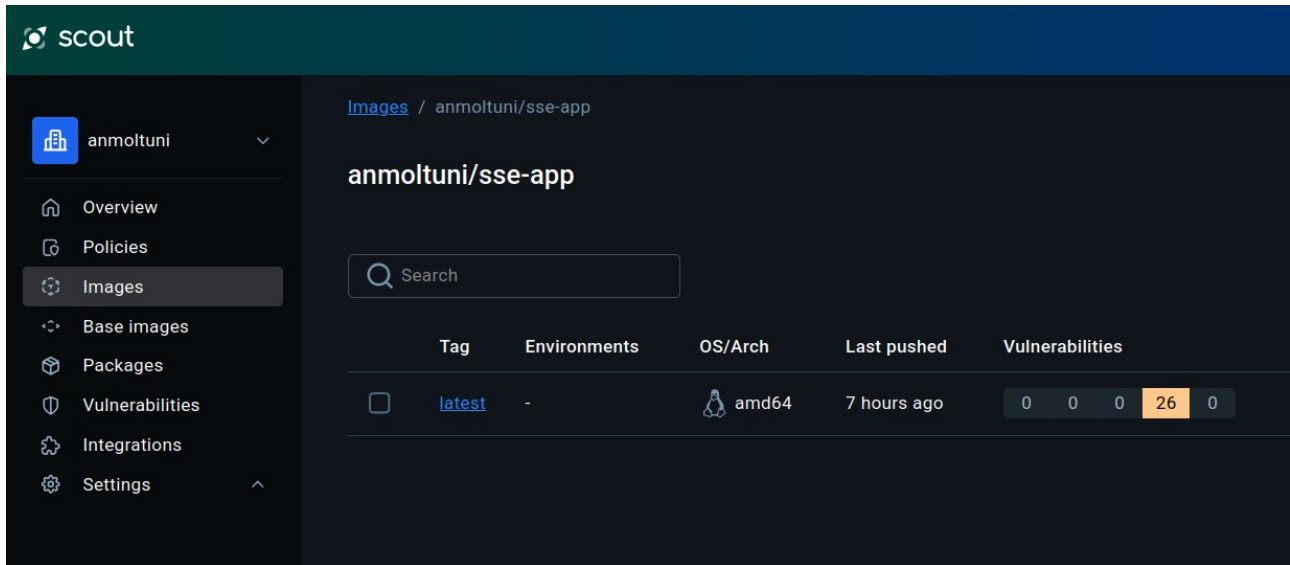 scout
anmoltuni
Overview
Policies
Images
Base images
Packages
Vulnerabilities
Integrations
Settings
Images / anmoltuni/sse-app
anmoltuni/sse-app
Search
Tag Environments OS/Arch Last pushed Vulnerabilities
latest - amd64 7 hours ago 0 0 0 26 0